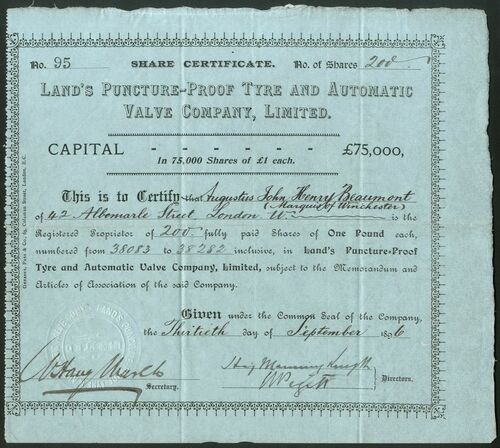 No. 95 SHARE CERTIFICATE. No. of Shares 200
LAND'S PUNCTURE-PROOF TYRE AND AUTOMATIC
VALVE COMPANY, LIMITED.
CAPITAL - - - - - - £75,000,
In 75,000 Shares of £1 each.
This is to Certify that Augustus John Henry Beaumont
(Marquis of Winchester)
of 42 Albemarle Street, London W is the
Registered Proprietor of 200 fully paid Shares of One Pound each,
numbered from 38083 to 38282 inclusive, in Land's Puncture-Proof
Tyre and Automatic Valve Company, Limited, subject to the Memorandum and
Articles of Association of the said Company.
Given under the Common Seal of the Company,
the Thirtieth day of September 1896
Secretary.
Directors.